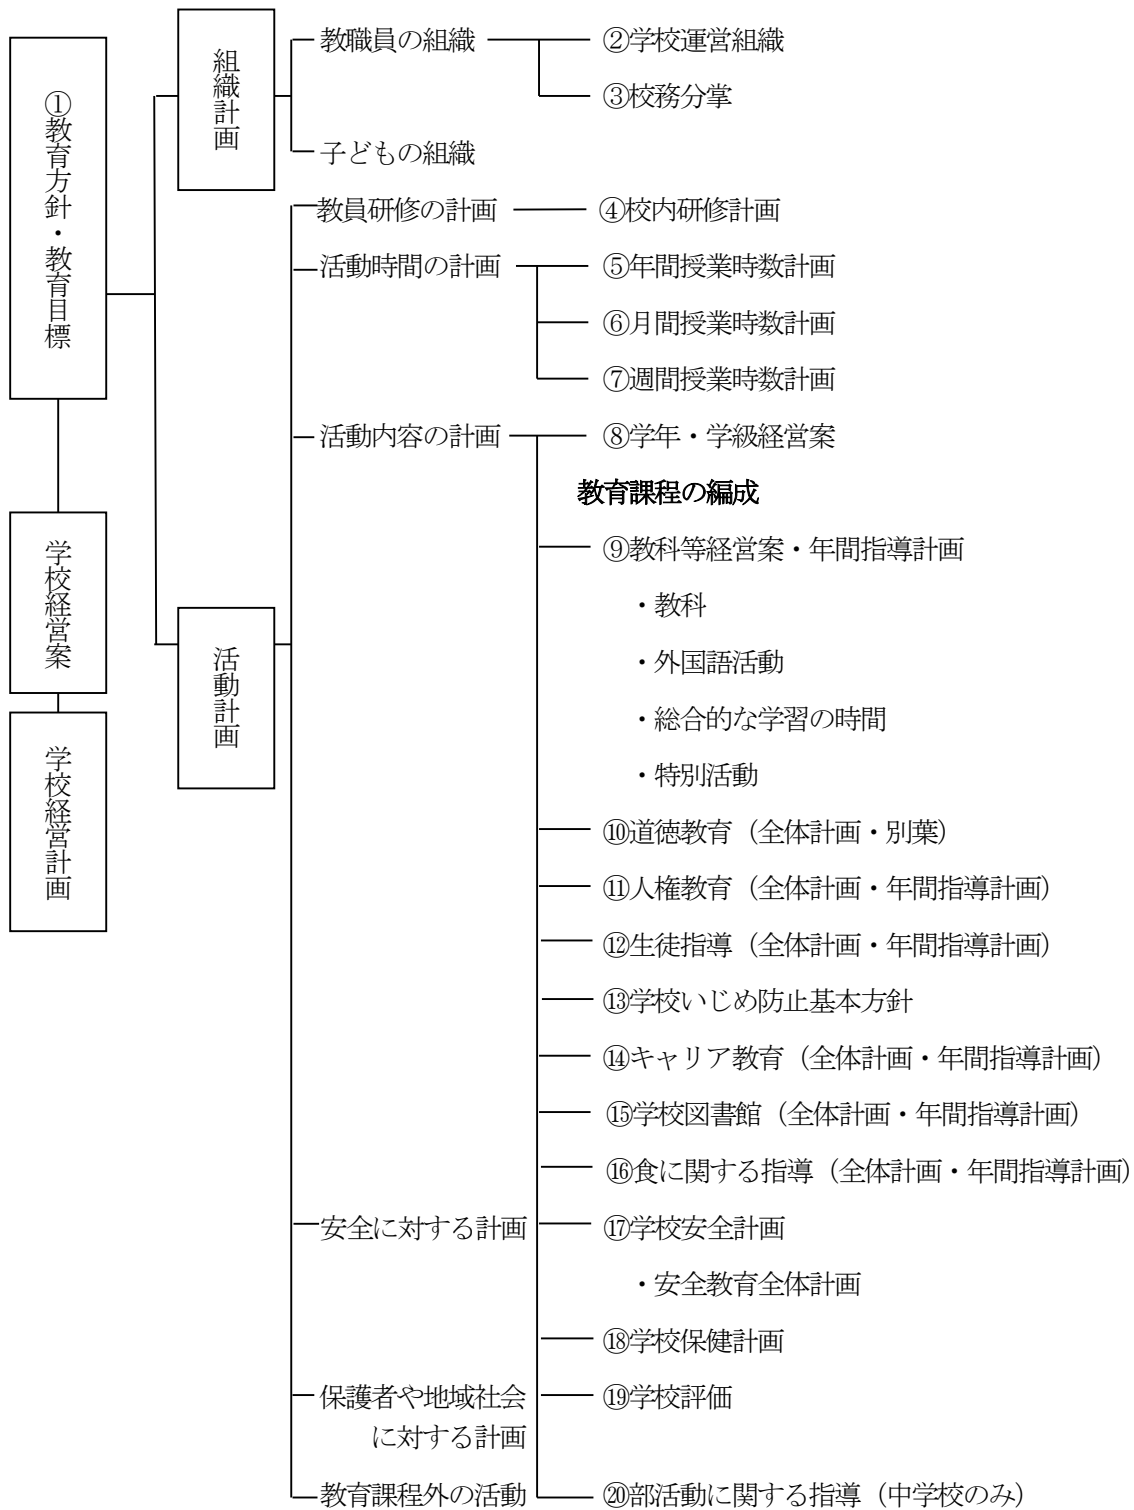 ①教育方針・教育目標
学校経営案
学校経営計画
組織計画
活動計画
教職員の組織
②学校運営組織
③校務分掌
子どもの組織
教員研修の計画
④校内研修計画
活動時間の計画
⑤年間授業時数計画
⑥月間授業時数計画
⑦週間授業時数計画
活動内容の計画
⑧学年・学級経営案
教育課程の編成
⑨教科等経営案・年間指導計画
・教科
・外国語活動
・総合的な学習の時間
・特別活動
⑩道徳教育（全体計画・別葉）
⑪人権教育（全体計画・年間指導計画）
⑫生徒指導（全体計画・年間指導計画）
⑬学校いじめ防止基本方針
⑭キャリア教育（全体計画・年間指導計画）
⑮学校図書館（全体計画・年間指導計画）
⑯食に関する指導（全体計画・年間指導計画）
安全に対する計画
⑰学校安全計画
・安全教育全体計画
⑱学校保健計画
保護者や地域社会
に対する計画
⑲学校評価
教育課程外の活動
⑳部活動に関する指導（中学校のみ）